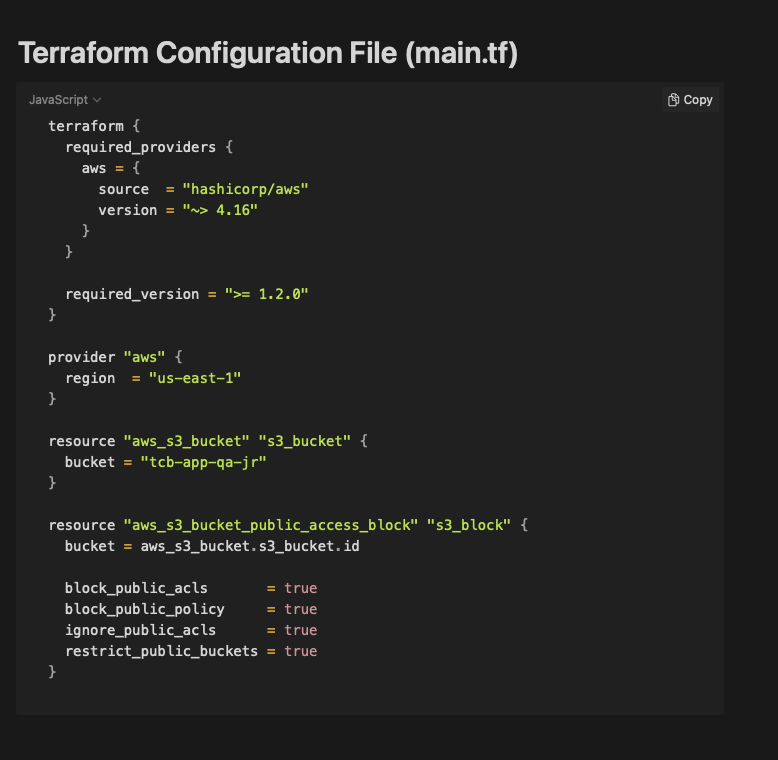 Terraform Configuration File (main.tf)
JavaScript
Copy
terraform {
  required_providers {
    aws = {
      source  = "hashicorp/aws"
      version = "~> 4.16"
    }
  }

  required_version = ">= 1.2.0"
}

provider "aws" {
  region  = "us-east-1"
}

resource "aws_s3_bucket" "s3_bucket" {
  bucket = "tcb-app-qa-jr"
}

resource "aws_s3_bucket_public_access_block" "s3_block" {
  bucket = aws_s3_bucket.s3_bucket.id

  block_public_acls       = true
  block_public_policy     = true
  ignore_public_acls      = true
  restrict_public_buckets = true
}